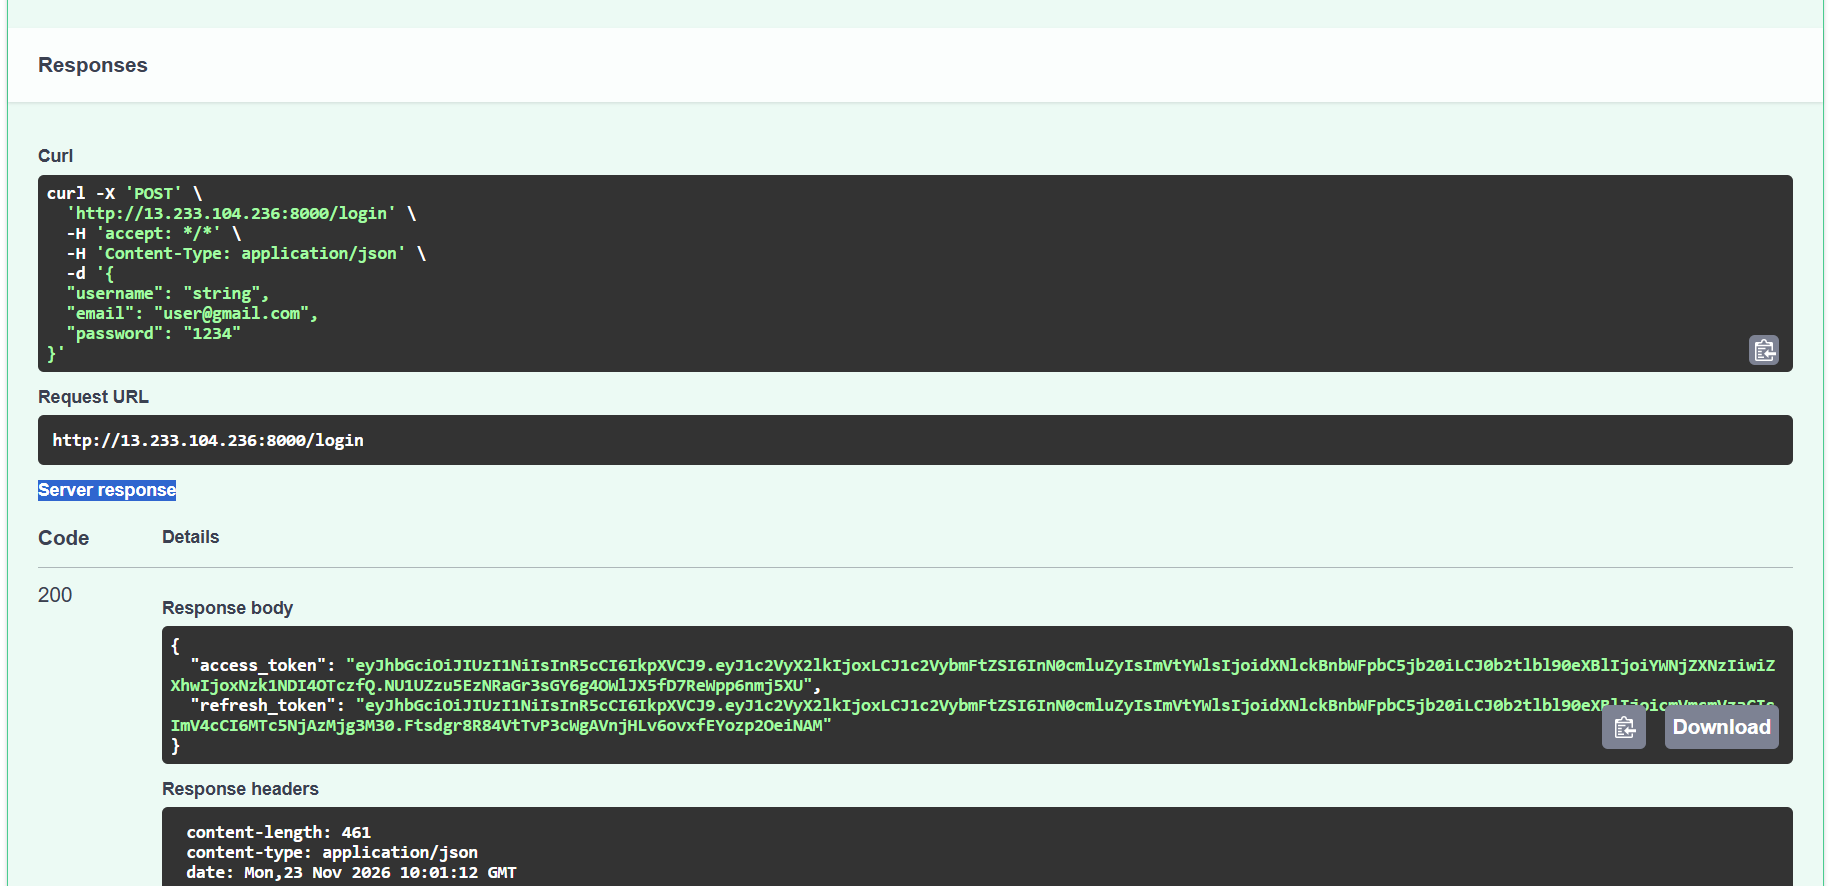 Responses
Curl
curl -X 'POST' \
'http://13.233.104.236:8000/login' \
-H 'accept: */*' \
-H 'Content-Type: application/json' \
-d '{
"username": "string",
"email": "user@gmail.com",
"password": "1234"
}'
Request URL
http://13.233.104.236:8000/login
Server response
Code Details
200
Response body
{
"access_token": "eyJhbGciOiJIUzI1NiIsInR5cCI6IkpXVCJ9.eyJ1c2VyX2lkIjoxLCJ1c2VybmFtZSI6InN0cmluZyIsImVtYWlsIjoidXNlckBnbWFpbC5jb20iLCJ0b2tlbl90eXBlIjoiYWNjZXNzIiwiZ
XhwIjoxNzk1NDI4OTczfQ.NU1UZzu5EzNRaGr3sGY6g4OWlJX5fD7ReWpp6nmj5XU",
"refresh_token": "eyJhbGciOiJIUzI1NiIsInR5cCI6IkpXVCJ9.eyJ1c2VyX2lkIjoxLCJ1c2VybmFtZSI6InN0cmluZyIsImVtYWlsIjoidXNlckBnbWFpbC5jb20iLCJ0b2tlbl90eXBlIjoicmVmcmVzaCIs
ImV4cCI6MTc5NjAzMjg3M30.Ftsdgr8R84VtTvP3cWgAVnjHLv6ovxfEYozp2OeiNAM"
}
Download
Response headers
content-length: 461
content-type: application/json
date: Mon,23 Nov 2026 10:01:12 GMT